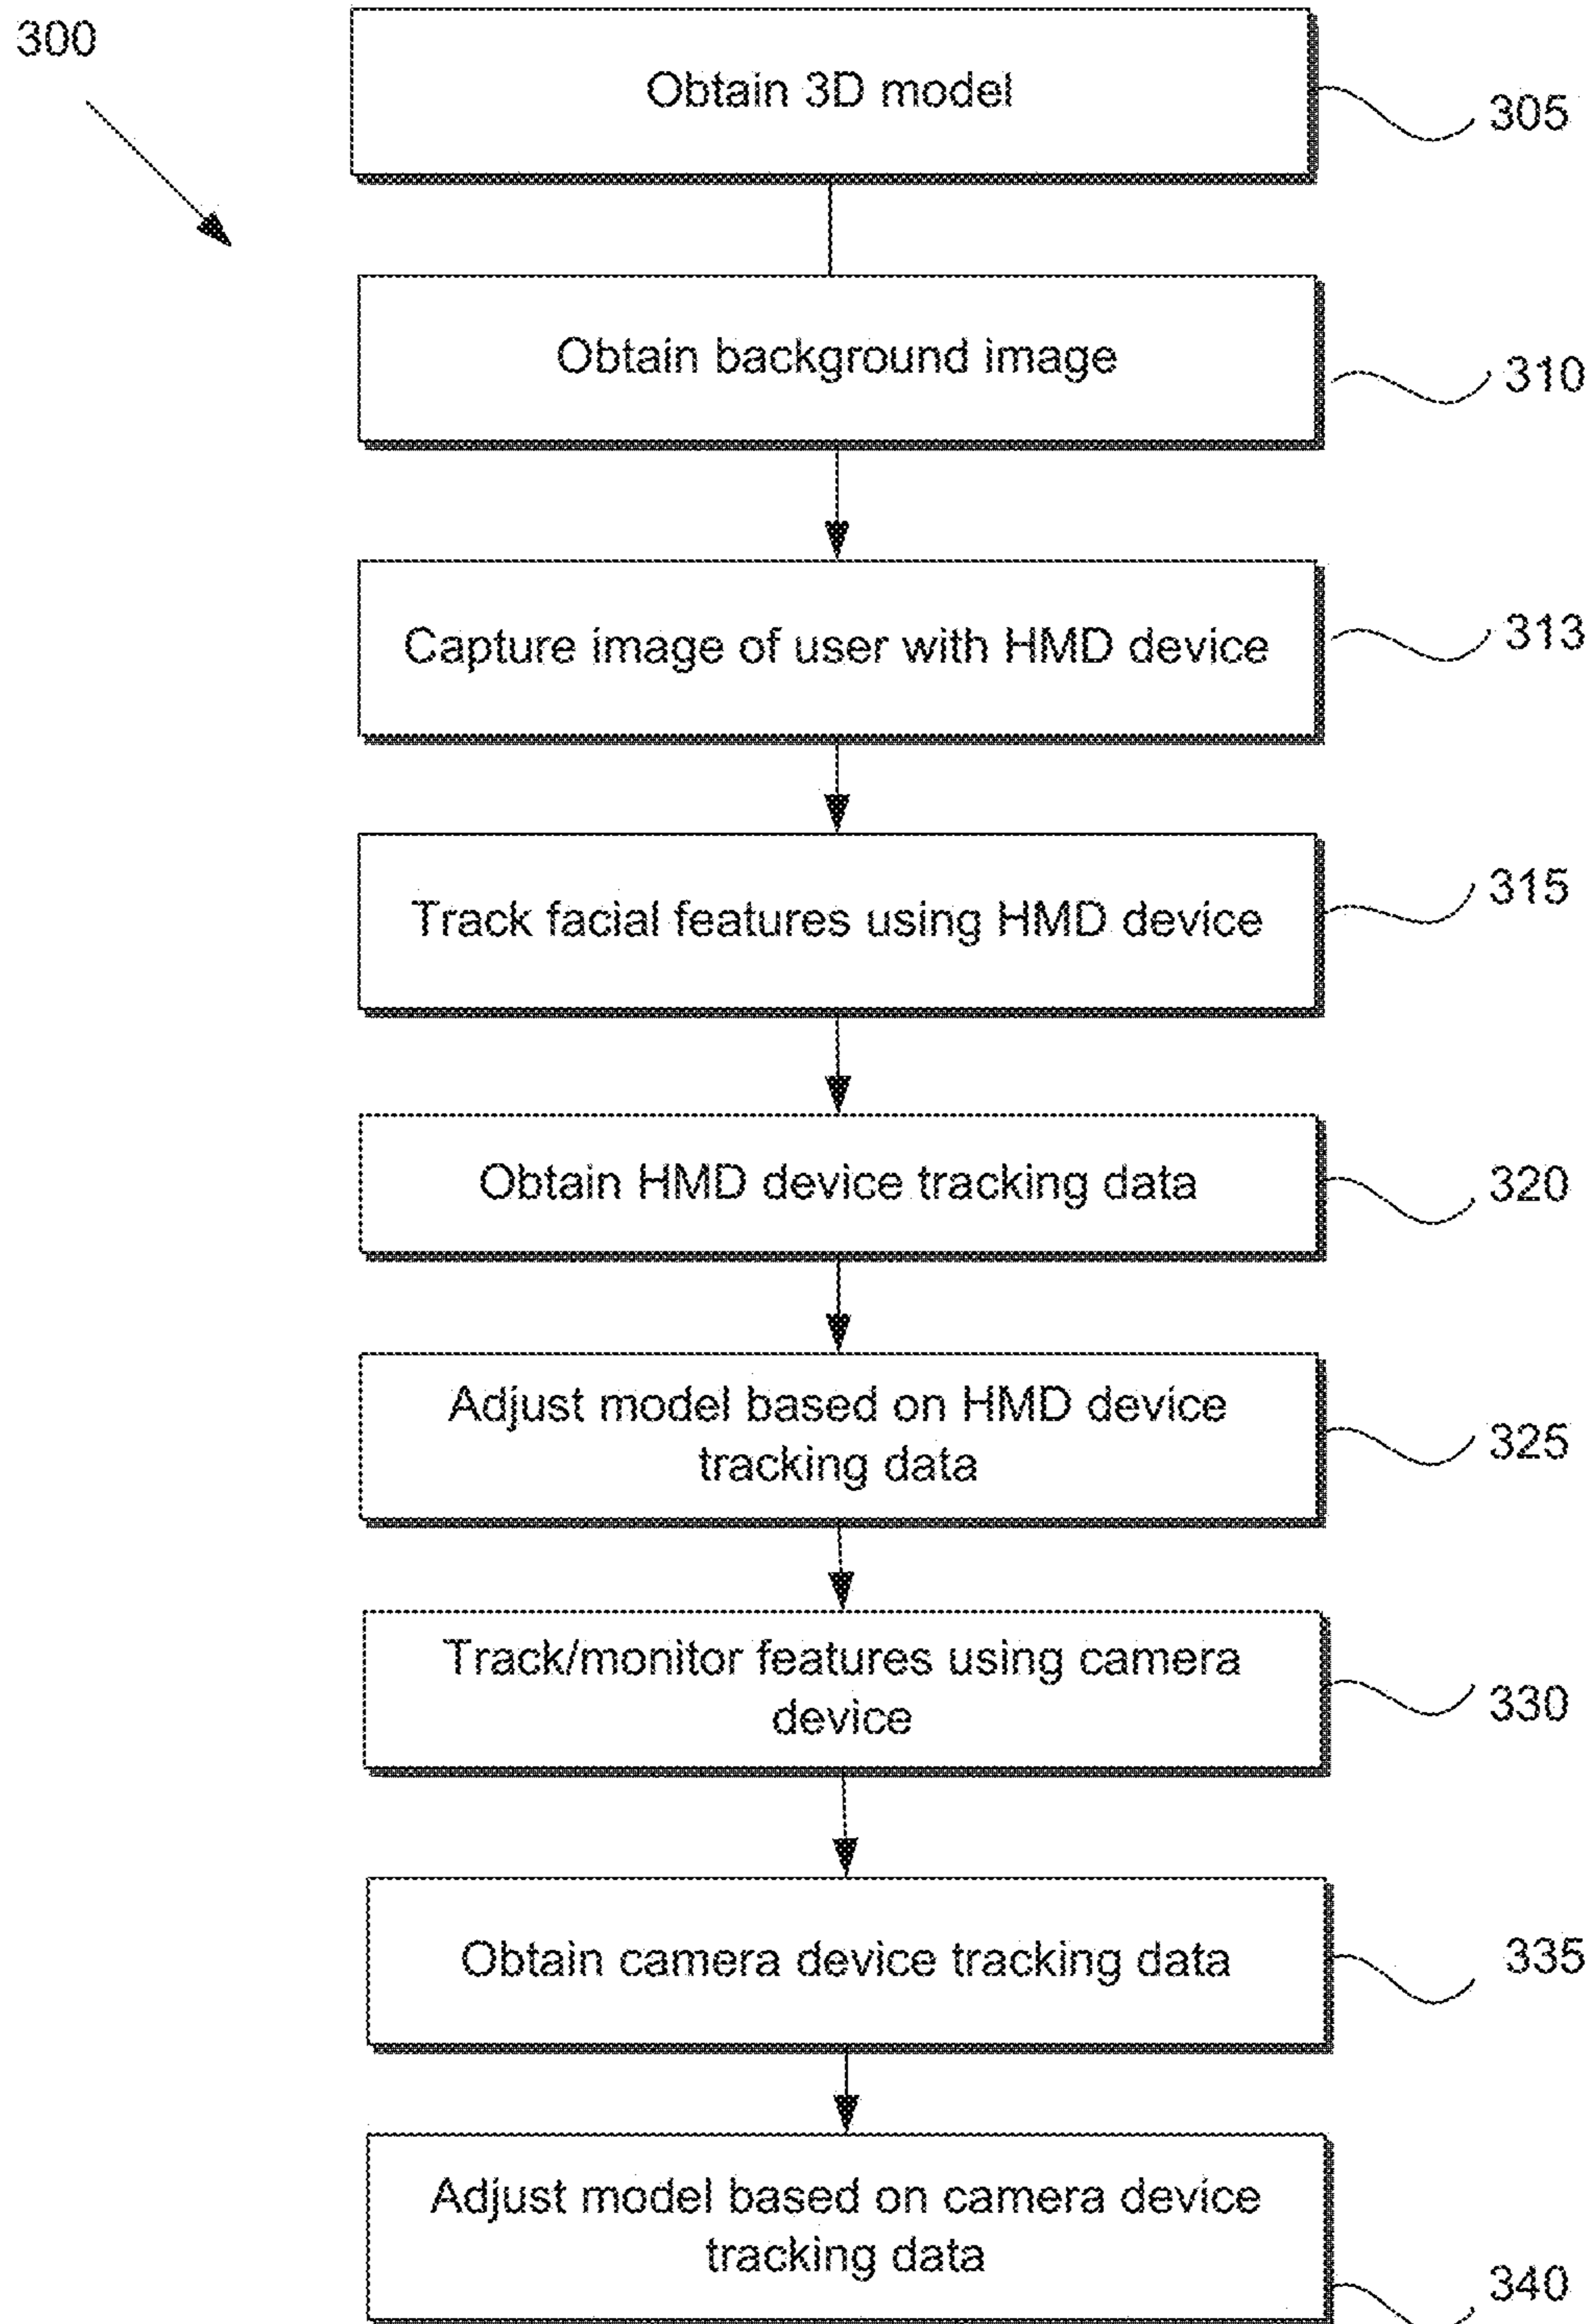 300
Obtain 3D model
305
Obtain background image
310
Capture image of user with HMD device
313
Track facial features using HMD device
315
Obtain HMD device tracking data
320
Adjust model based on HMD device
tracking data
325
Track/monitor features using camera
device
330
Obtain camera device tracking data
335
Adjust model based on camera device
tracking data
340